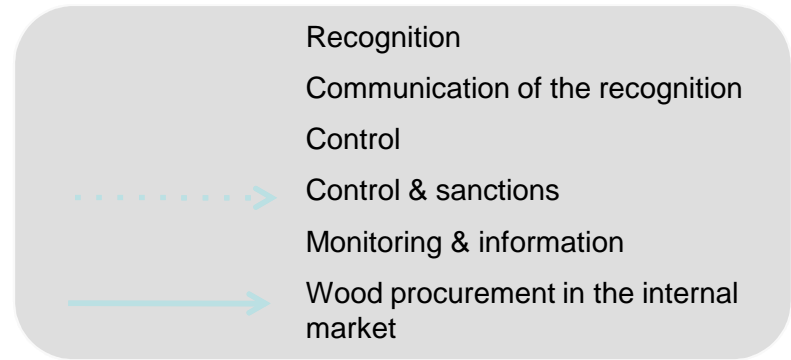 Recognition
Communication of the recognition
Control
Control & sanctions
Monitoring & information
Wood procurement in the internal
market